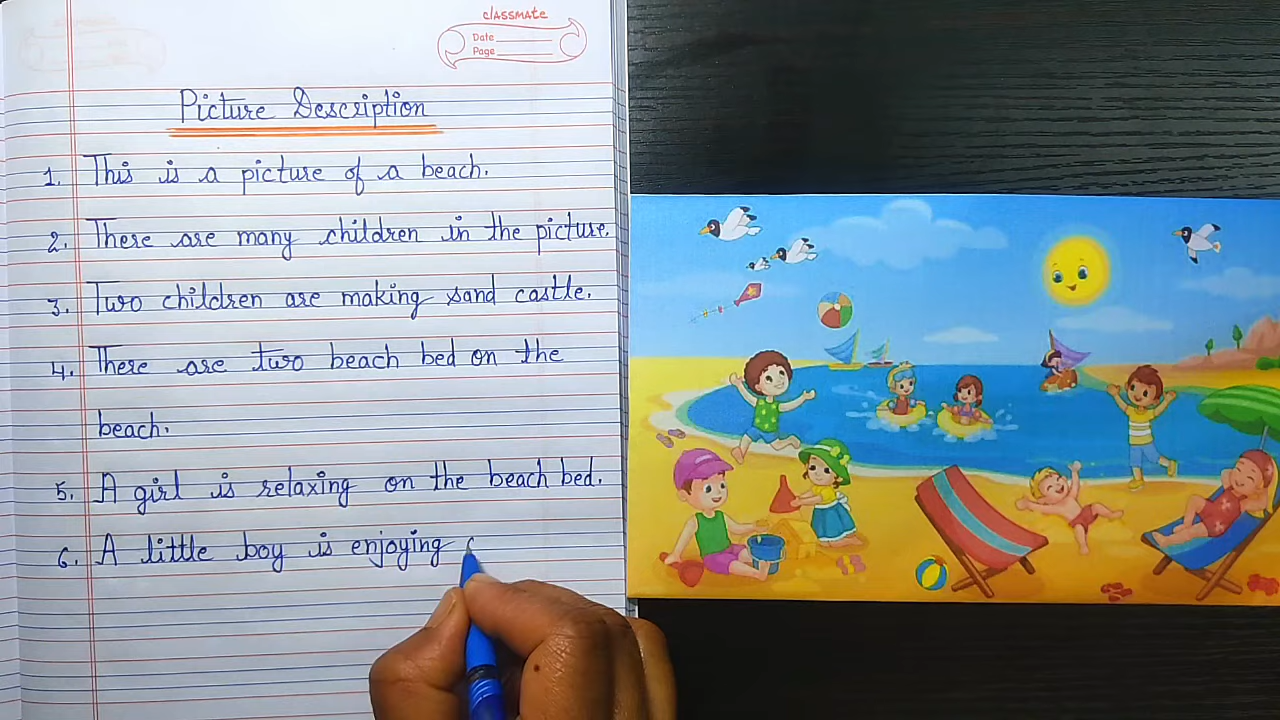 classmate
Date
Page
Picture Description
1. This is a picture of a beach.
2. There are many children in the picture.
3. Two children are making sand castle.
4. There are two beach bed on the
beach.
5. A girl is relaxing on the beach bed.
6. A little boy is enjoying